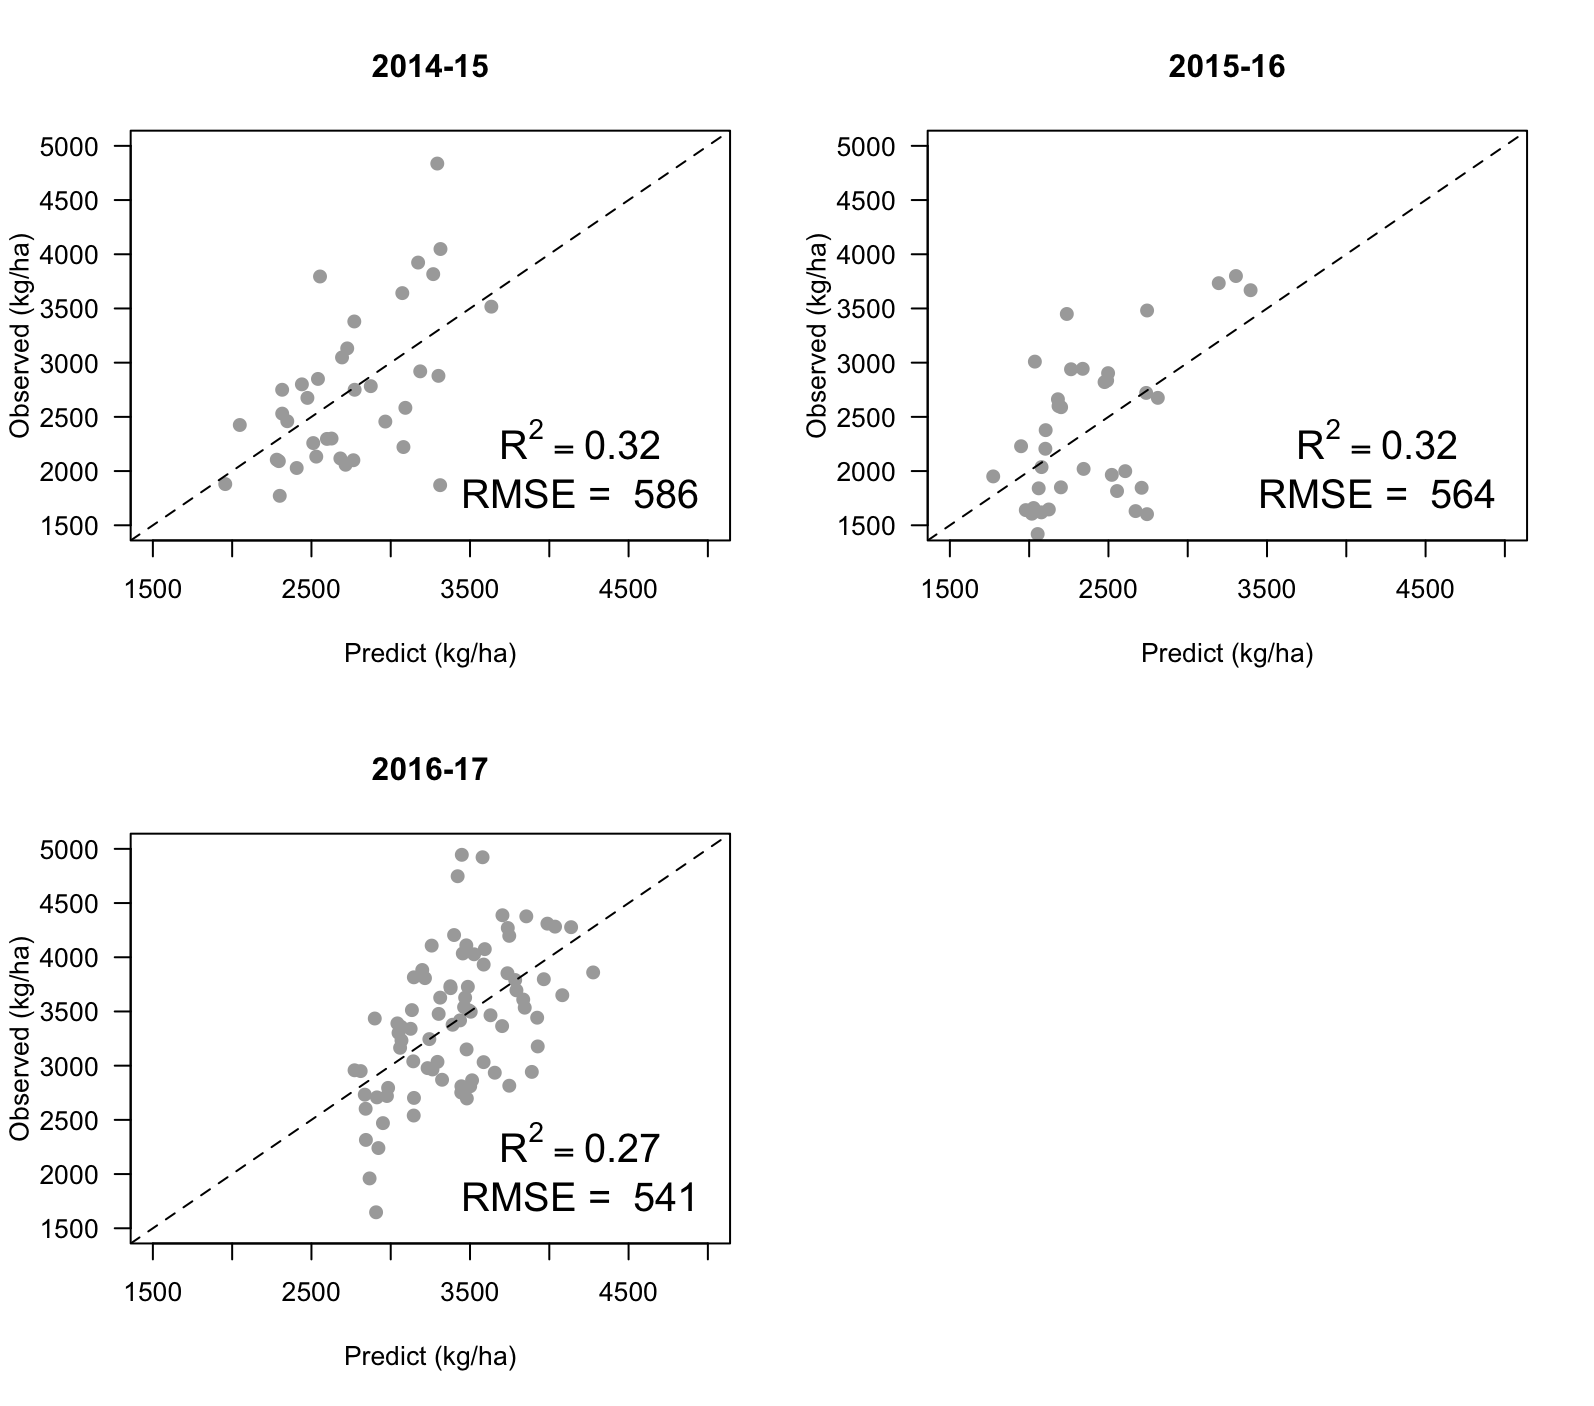 2014-15
5000
4500
4000
3500
3000
2500
2000
1500
Observed (kg/ha)
R² = 0.32
RMSE = 586
1500 2500 3500 4500
Predict (kg/ha)
2015-16
5000
4500
4000
3500
3000
2500
2000
1500
Observed (kg/ha)
R² = 0.32
RMSE = 564
1500 2500 3500 4500
Predict (kg/ha)
2016-17
5000
4500
4000
3500
3000
2500
2000
1500
Observed (kg/ha)
R² = 0.27
RMSE = 541
1500 2500 3500 4500
Predict (kg/ha)